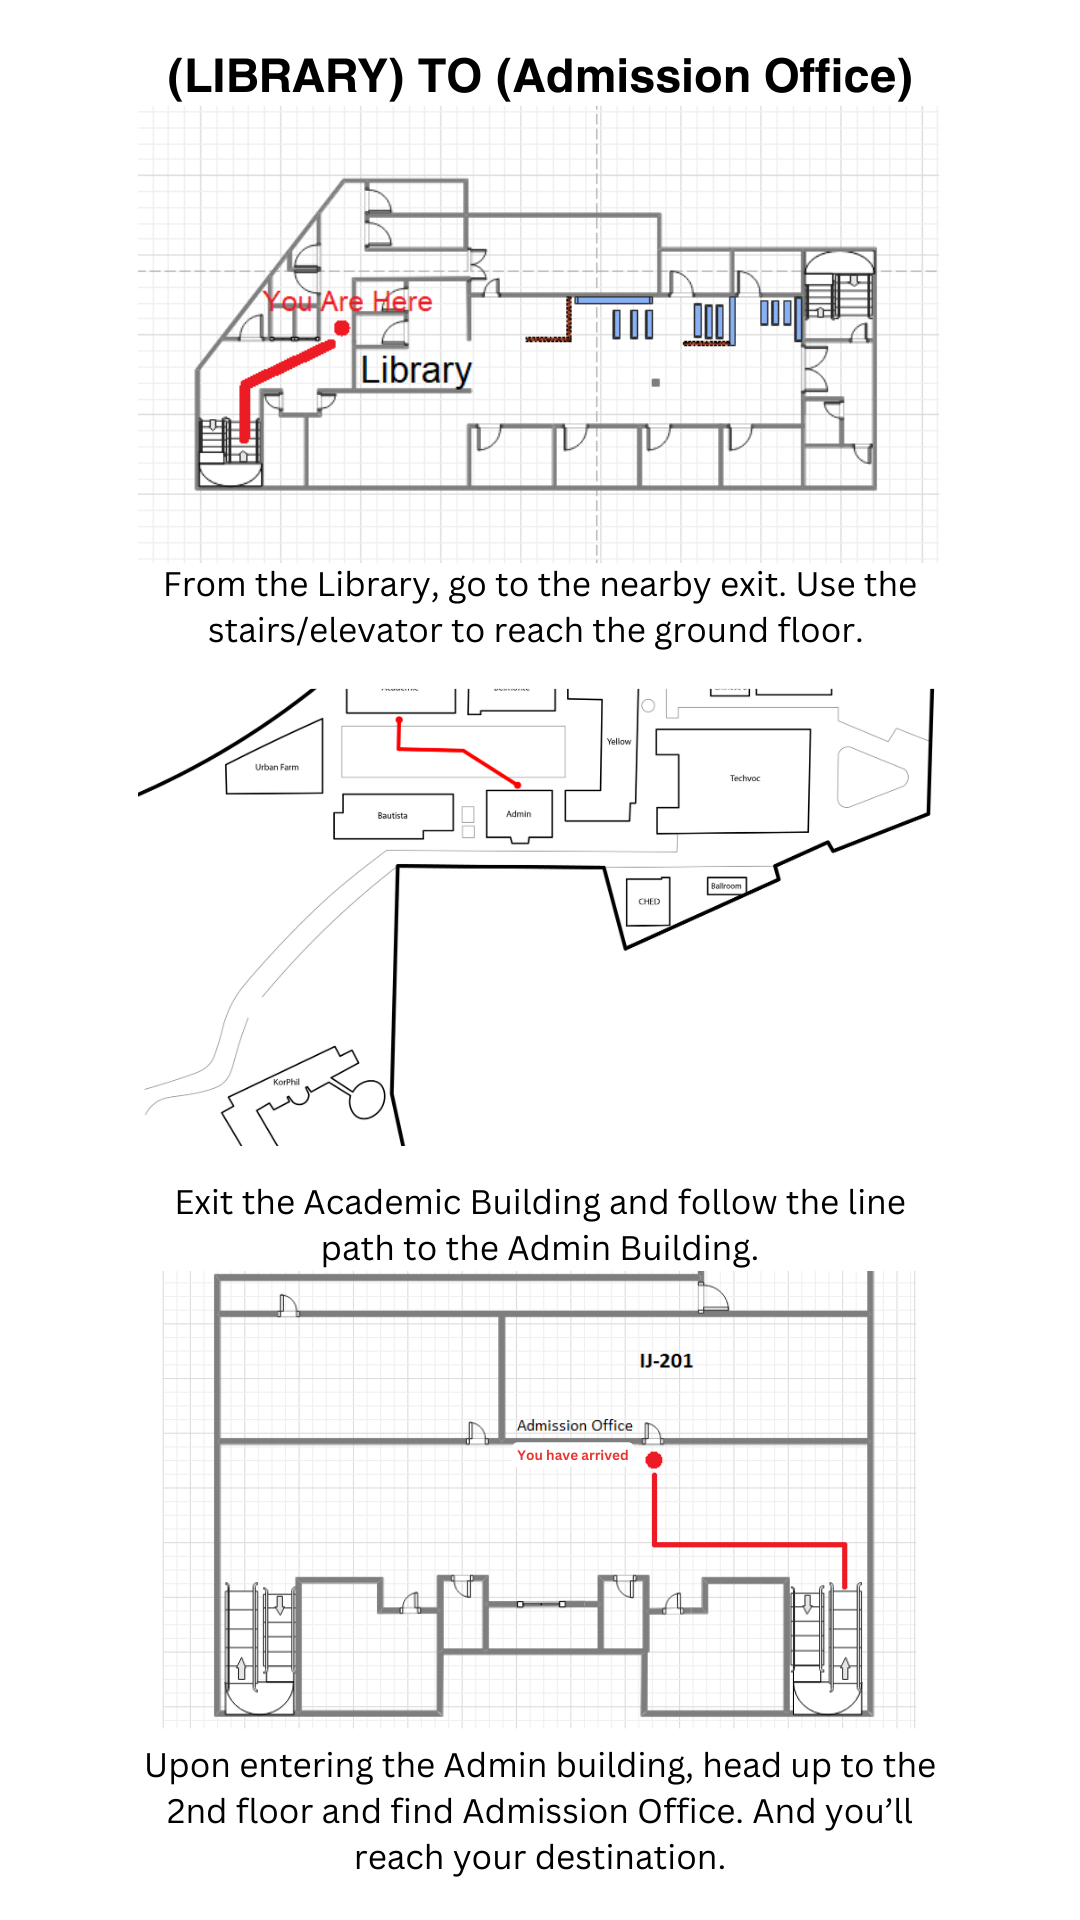 (LIBRARY) TO (Admission Office)
You Are Here
Library
From the Library, go to the nearby exit. Use the
stairs/elevator to reach the ground floor.
Academic
Belmonte
Yellow
Urban Farm
Techvoc
Bautista
Admin
CHED
Ballroom
KorPhil
Exit the Academic Building and follow the line
path to the Admin Building.
IJ-201
Admission Office
You have arrived
Upon entering the Admin building, head up to the
2nd floor and find Admission Office. And you’ll
reach your destination.